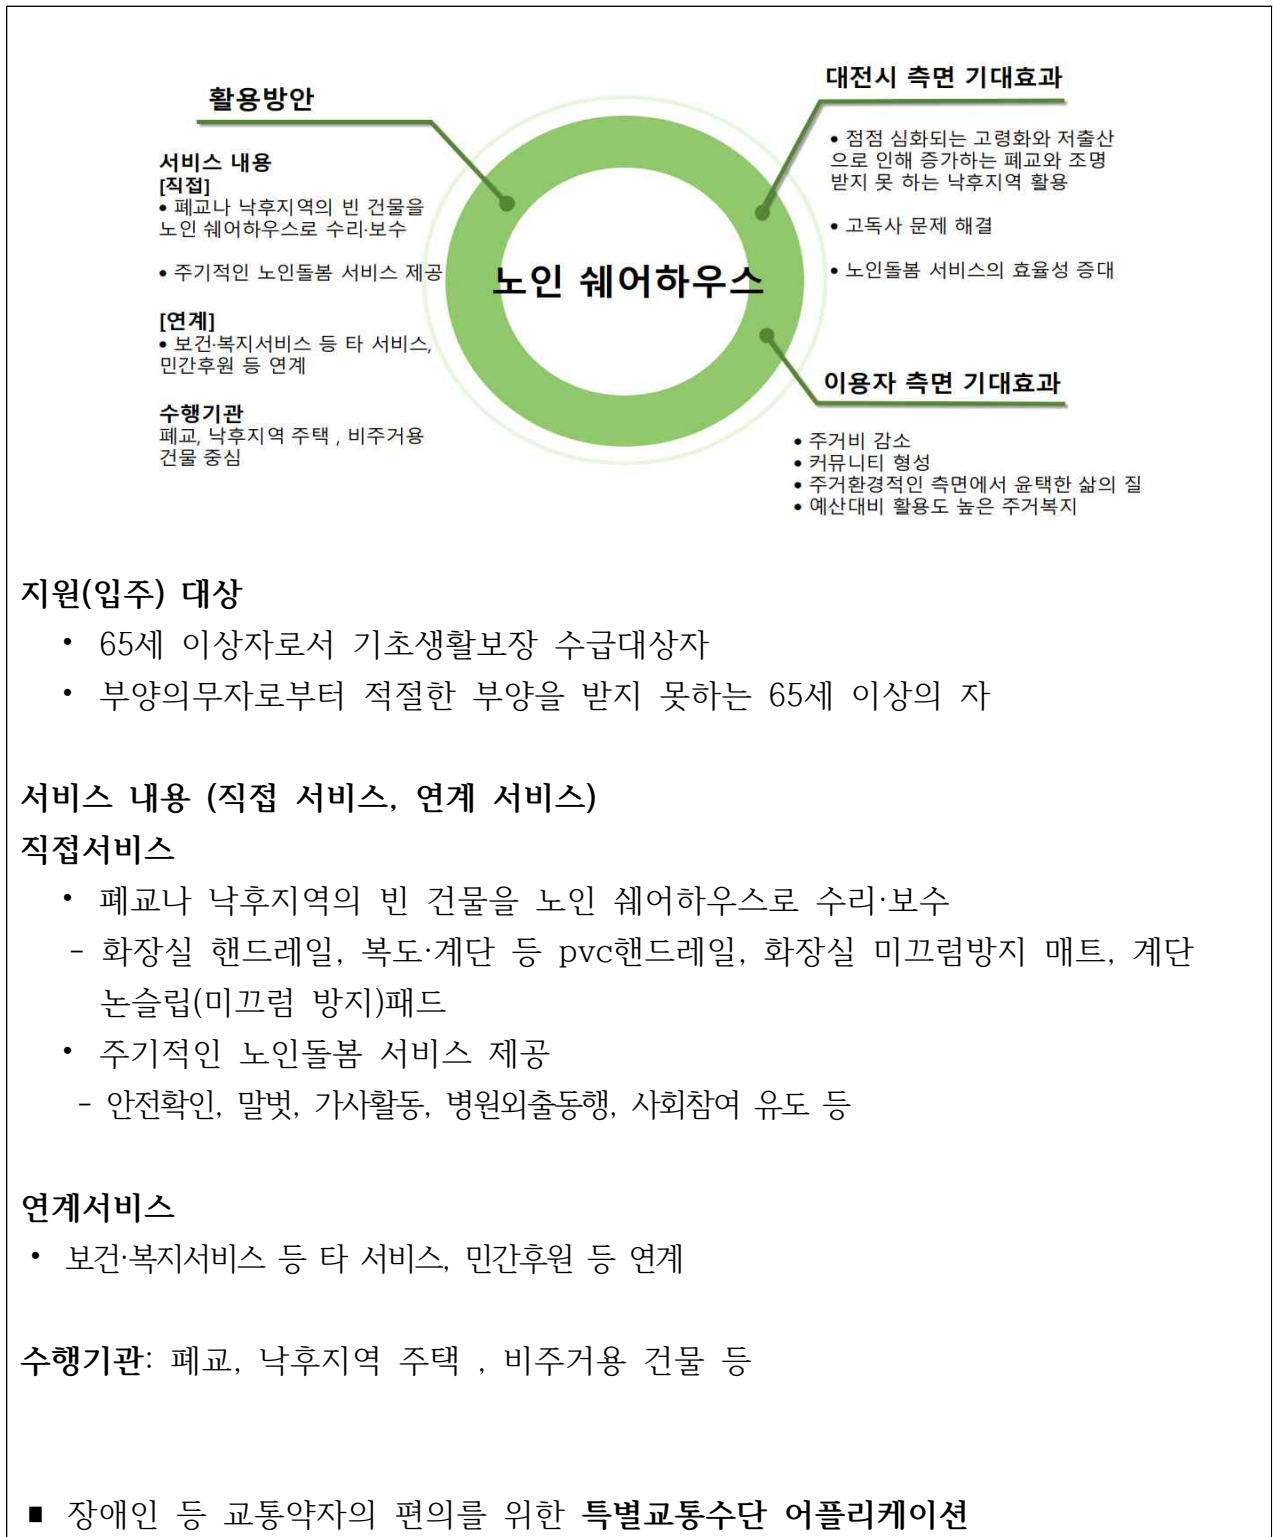 활용방안
서비스 내용
[직접]
• 폐교나 낙후지역의 빈 건물을
노인 쉐어하우스로 수리·보수
• 주기적인 노인돌봄 서비스 제공
[연계]
• 보건·복지서비스 등 타 서비스,
민간후원 등 연계
수행기관
폐교, 낙후지역 주택 , 비주거용
건물 중심
노인 쉐어하우스
대전시 측면 기대효과
• 점점 심화되는 고령화와 저출산
으로 인해 증가하는 폐교와 조명
받지 못 하는 낙후지역 활용
• 고독사 문제 해결
• 노인돌봄 서비스의 효율성 증대
이용자 측면 기대효과
• 주거비 감소
• 커뮤니티 형성
• 주거환경적인 측면에서 윤택한 삶의 질
• 예산대비 활용도 높은 주거복지
지원(입주) 대상
• 65세 이상자로서 기초생활보장 수급대상자
• 부양의무자로부터 적절한 부양을 받지 못하는 65세 이상의 자
서비스 내용 (직접 서비스, 연계 서비스)
직접서비스
• 폐교나 낙후지역의 빈 건물을 노인 쉐어하우스로 수리·보수
- 화장실 핸드레일, 복도·계단 등 pvc핸드레일, 화장실 미끄럼방지 매트, 계단
논슬립(미끄럼 방지)패드
• 주기적인 노인돌봄 서비스 제공
- 안전확인, 말벗, 가사활동, 병원외출동행, 사회참여 유도 등
연계서비스
• 보건·복지서비스 등 타 서비스, 민간후원 등 연계
수행기관: 폐교, 낙후지역 주택 , 비주거용 건물 등
■ 장애인 등 교통약자의 편의를 위한 특별교통수단 어플리케이션